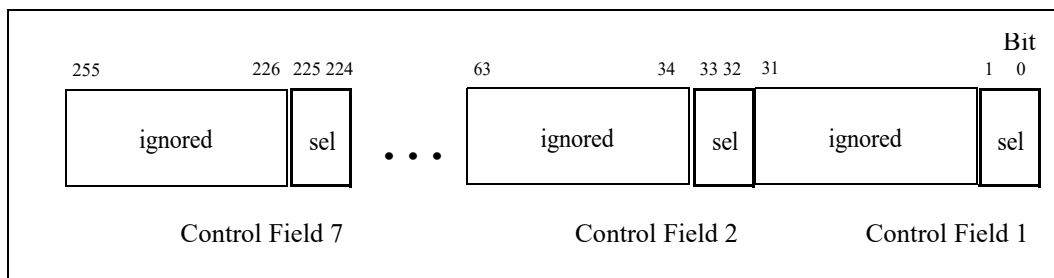 Bit
255 226 225 224 63 34 33 32 31 1 0
ignored sel . . . ignored sel ignored sel
Control Field 7 Control Field 2 Control Field 1